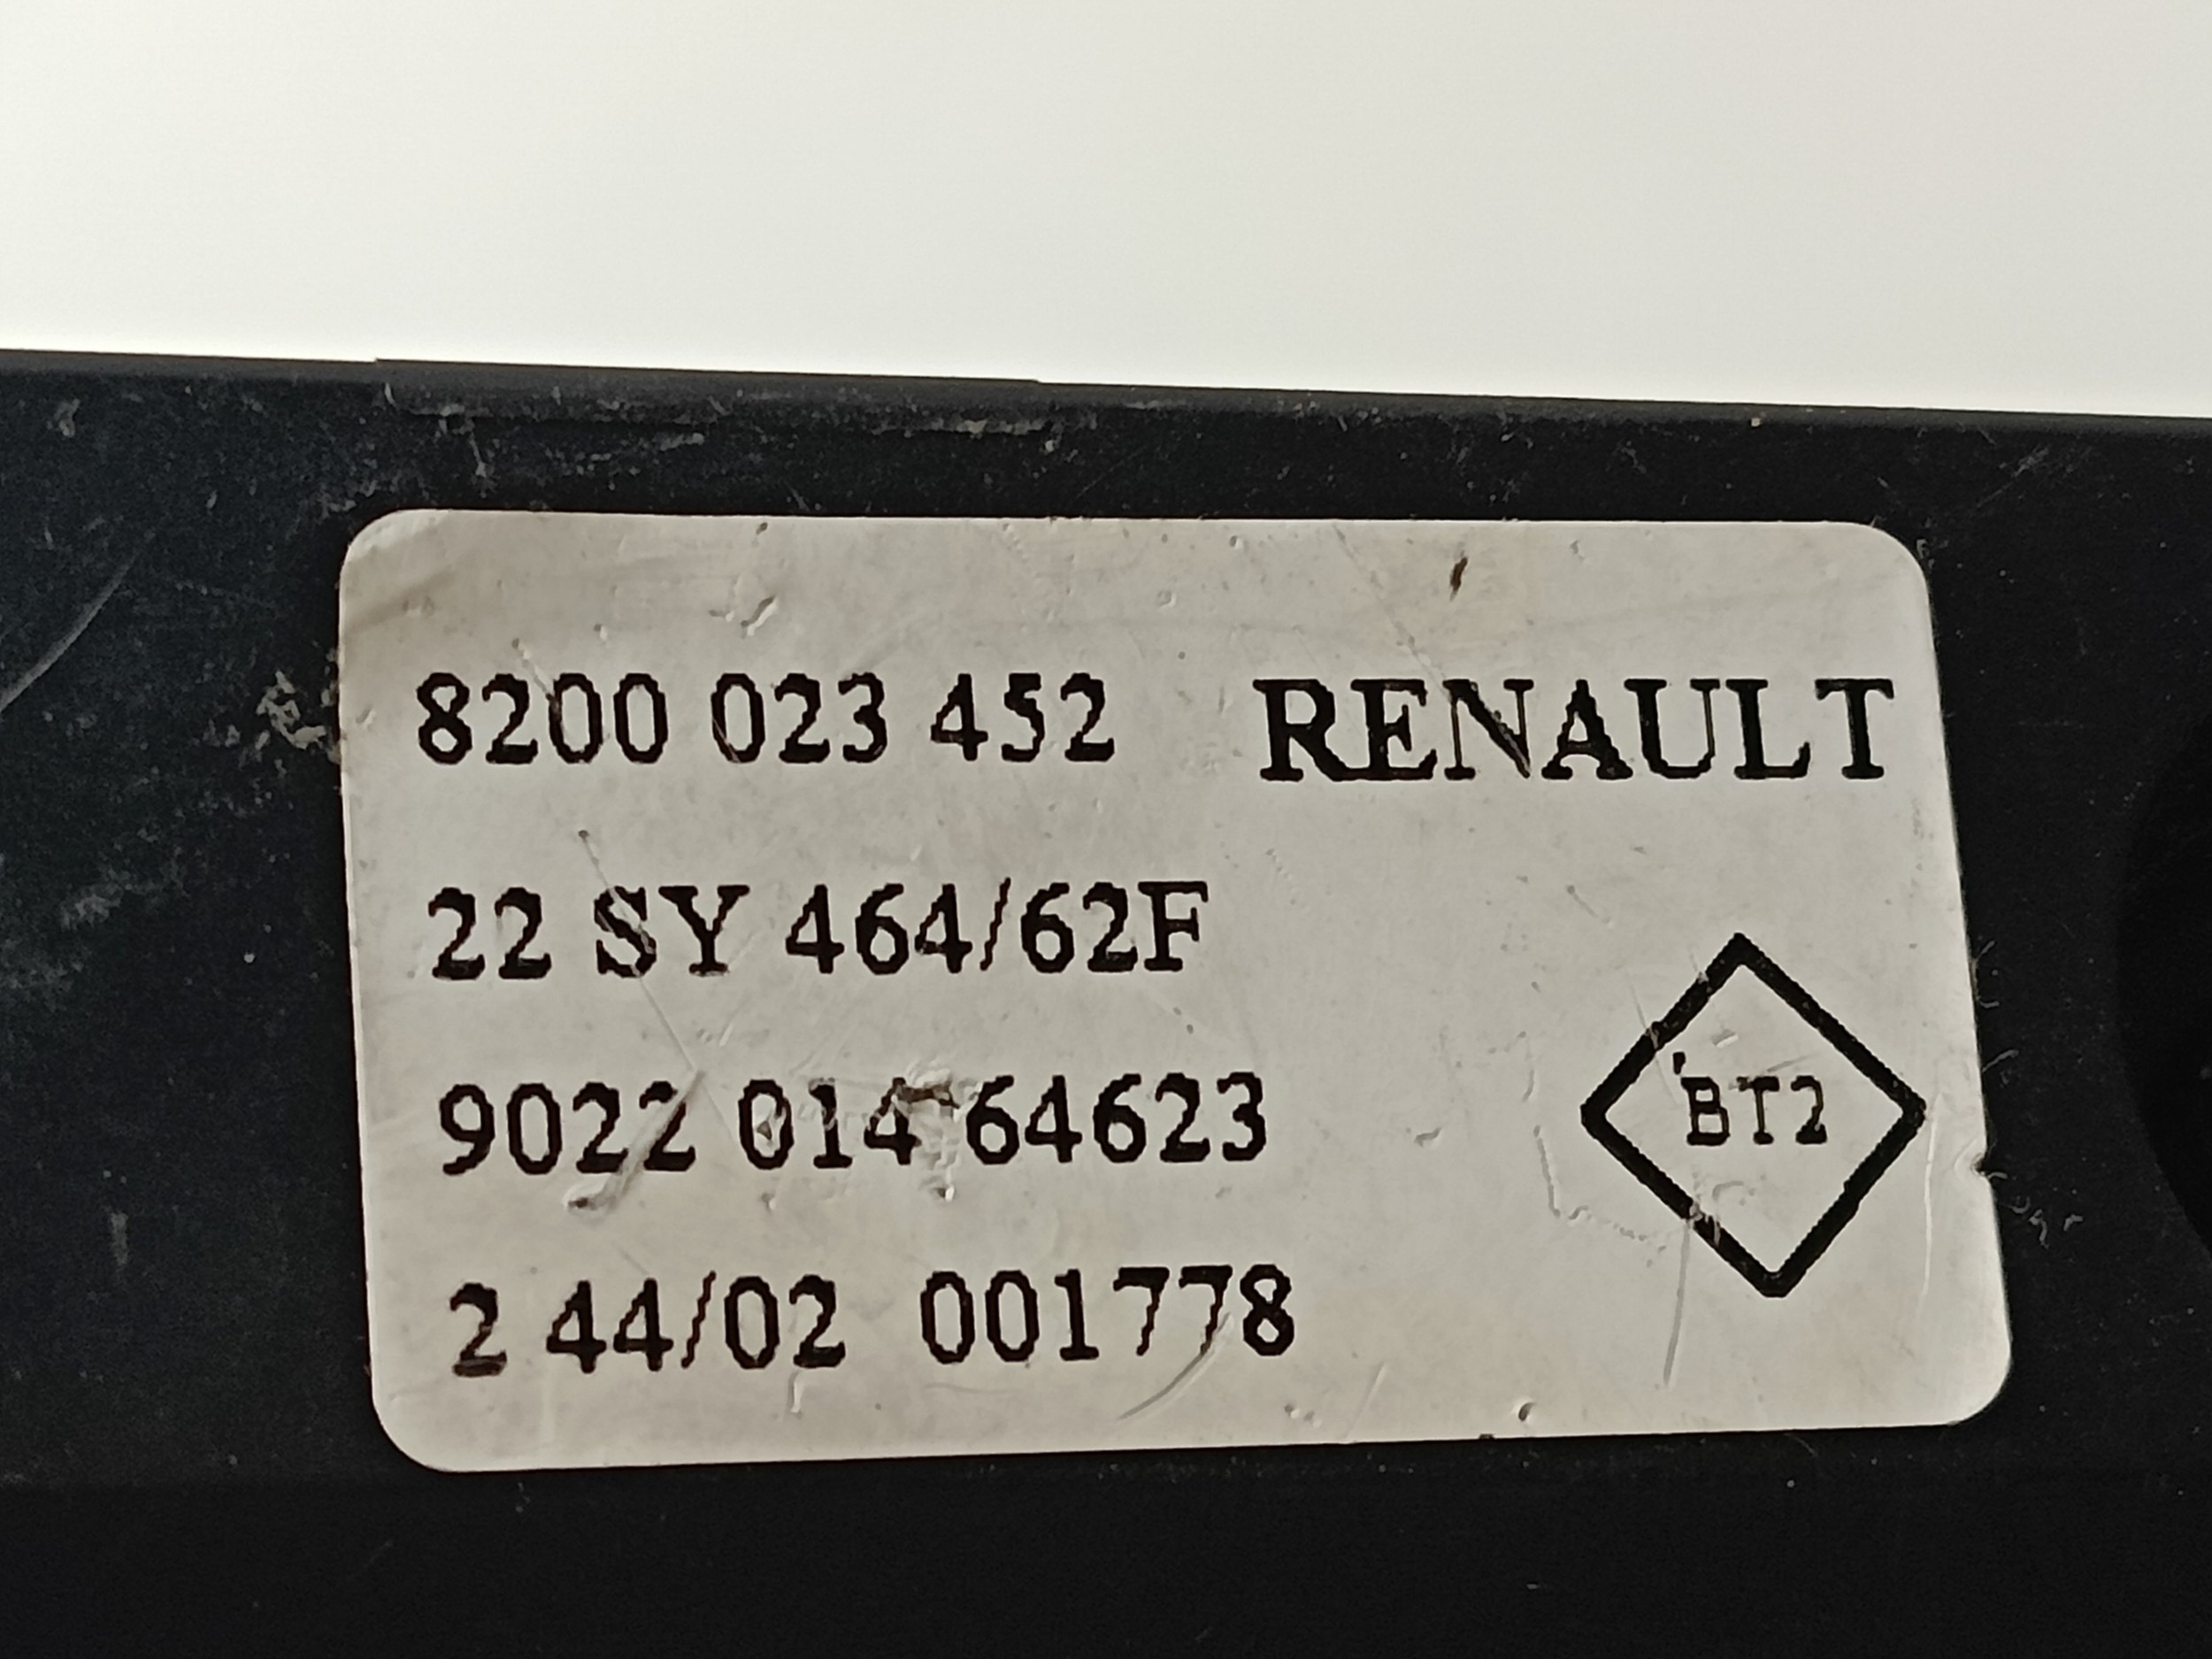 8200 023 452 RENAULT
22 SY 464/62F
9022 014 64623
BT2
2 44/02 001778